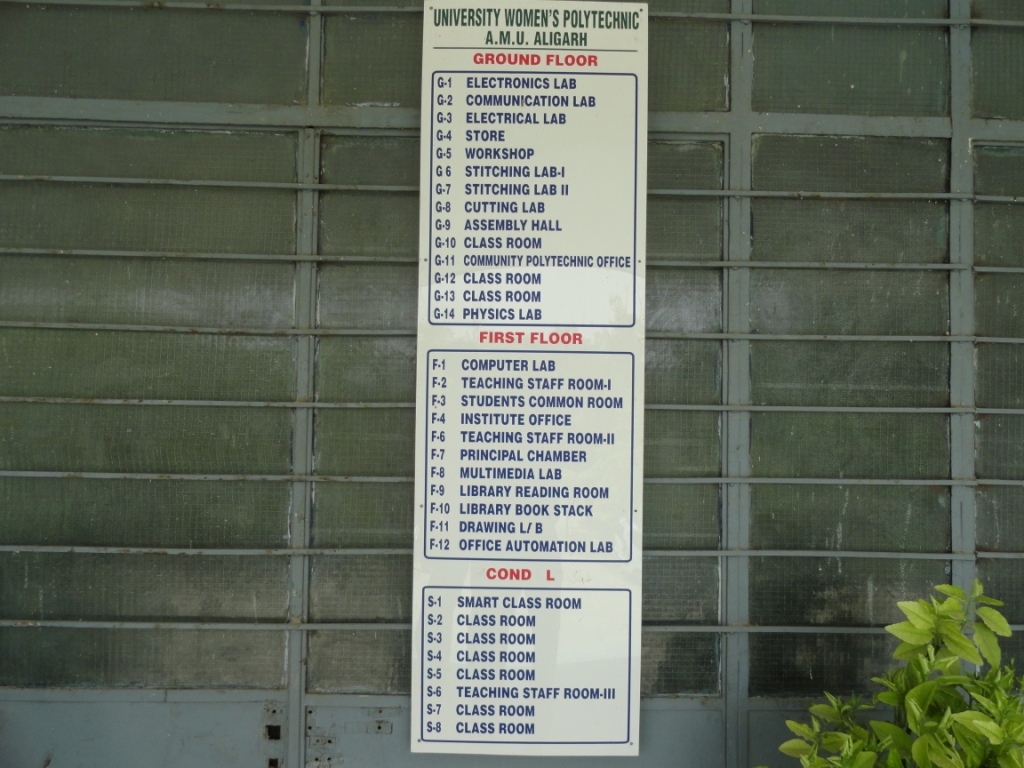 UNIVERSITY WOMEN'S POLYTECHNIC
A.M.U. ALIGARH
GROUND FLOOR
G-1 ELECTRONICS LAB
G-2 COMMUNICATION LAB
G-3 ELECTRICAL LAB
G-4 STORE
G-5 WORKSHOP
G 6 STITCHING LAB-I
G-7 STITCHING LAB II
G-8 CUTTING LAB
G-9 ASSEMBLY HALL
G-10 CLASS ROOM
G-11 COMMUNITY POLYTECHNIC OFFICE
G-12 CLASS ROOM
G-13 CLASS ROOM
G-14 PHYSICS LAB
FIRST FLOOR
F-1 COMPUTER LAB
F-2 TEACHING STAFF ROOM-I
F-3 STUDENTS COMMON ROOM
F-4 INSTITUTE OFFICE
F-6 TEACHING STAFF ROOM-II
F-7 PRINCIPAL CHAMBER
F-8 MULTIMEDIA LAB
F-9 LIBRARY READING ROOM
F-10 LIBRARY BOOK STACK
F-11 DRAWING L/ B
F-12 OFFICE AUTOMATION LAB
COND L
S-1 SMART CLASS ROOM
S-2 CLASS ROOM
S-3 CLASS ROOM
S-4 CLASS ROOM
S-5 CLASS ROOM
S-6 TEACHING STAFF ROOM-III
S-7 CLASS ROOM
S-8 CLASS ROOM